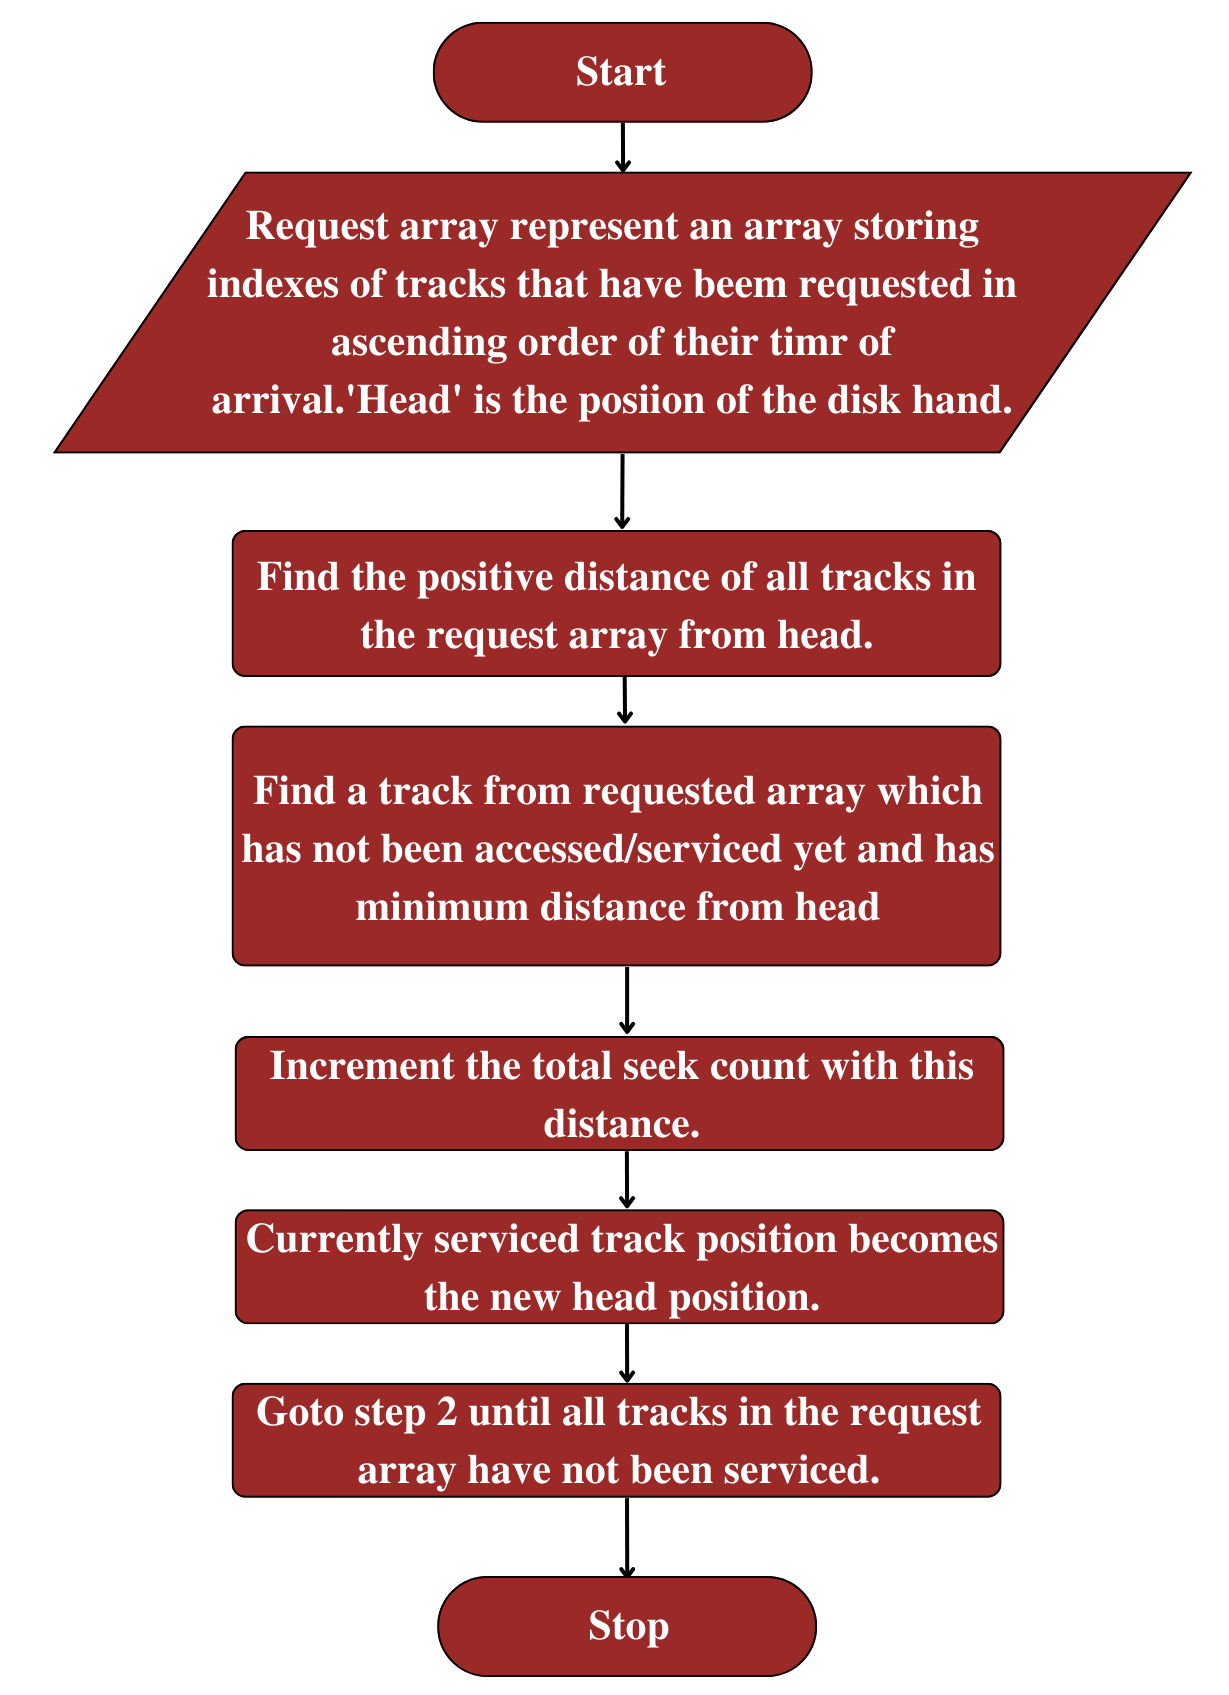 Start
Request array represent an array storing
indexes of tracks that have beem requested in
ascending order of their timr of
arrival.'Head' is the posiion of the disk hand.
Find the positive distance of all tracks in
the request array from head.
Find a track from requested array which
has not been accessed/serviced yet and has
minimum distance from head
Increment the total seek count with this
distance.
Currently serviced track position becomes
the new head position.
Goto step 2 until all tracks in the request
array have not been serviced.
Stop